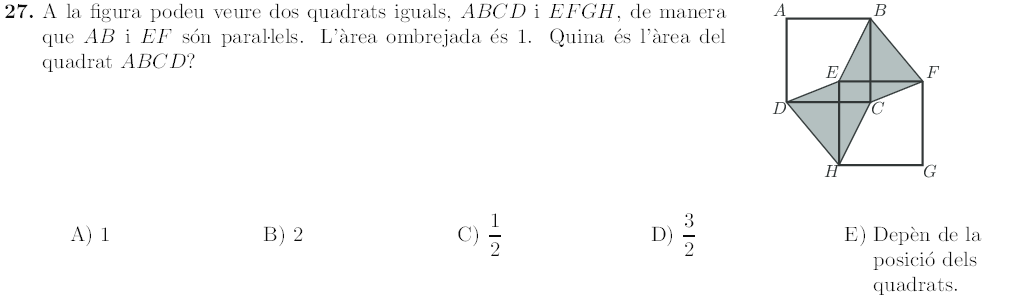 27. A la figura podeu veure dos quadrats iguals, ABCD i EFGH, de manera
que AB i EF són paral·lels. L'àrea ombrejada és 1. Quina és l'àrea del
quadrat ABCD?
A B
E F
D C
H G
A) 1 B) 2 C) 1/2 D) 3/2 E) Depèn de la
posició dels
quadrats.